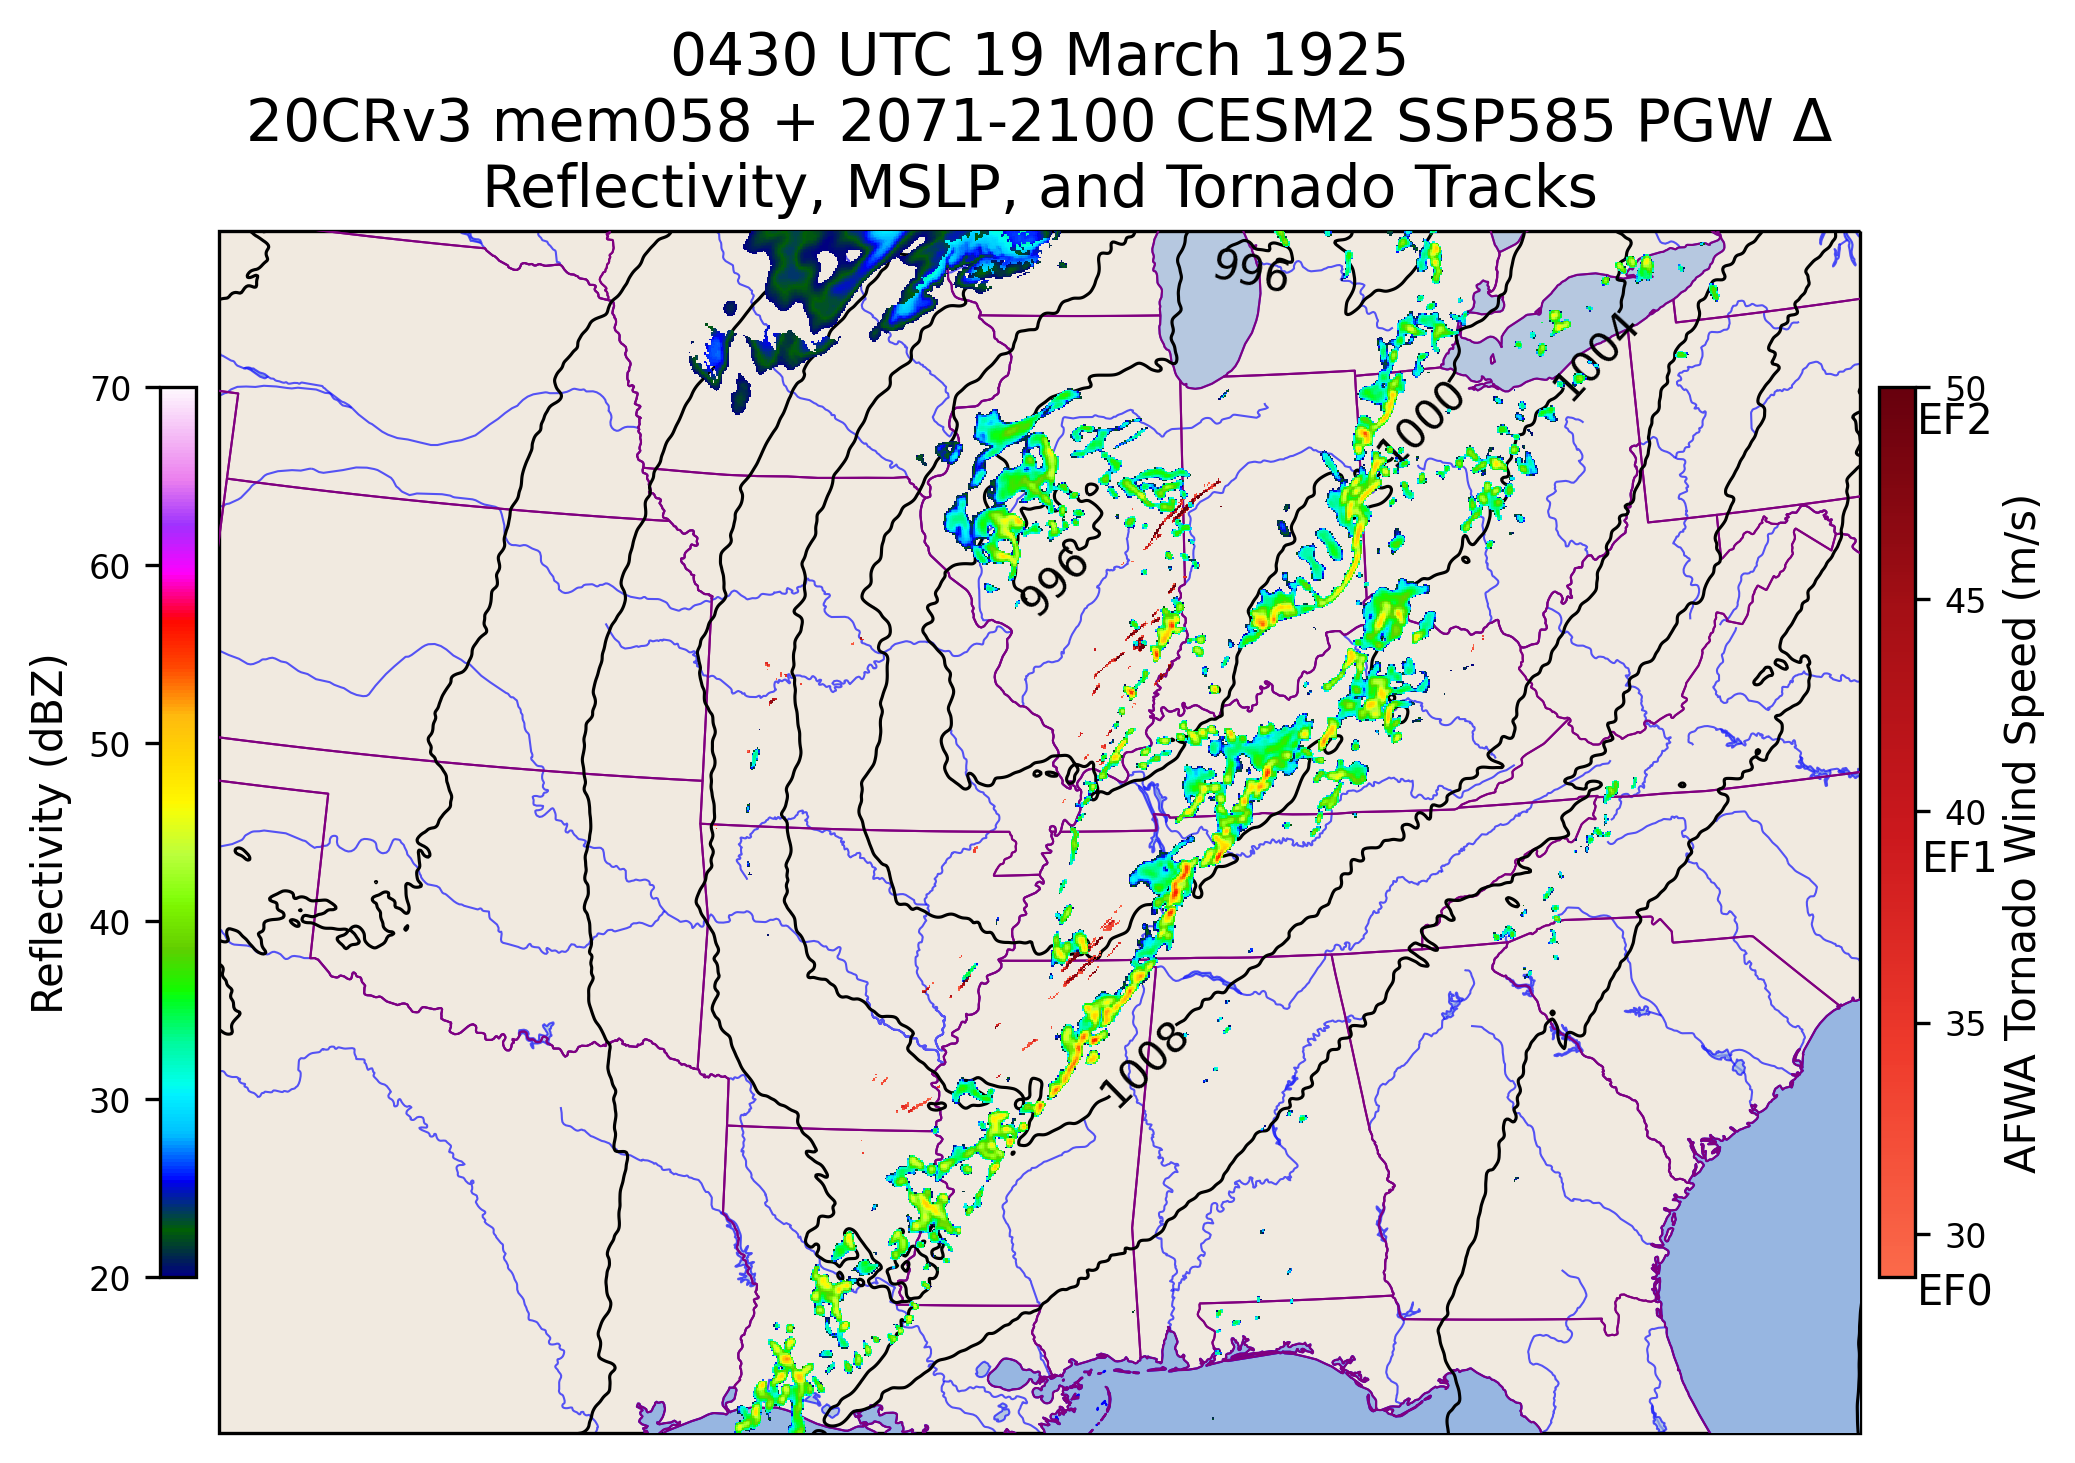 0430 UTC 19 March 1925
20CRv3 mem058 + 2071-2100 CESM2 SSP585 PGW Δ
Reflectivity, MSLP, and Tornado Tracks
70
60
50
40
30
20
Reflectivity (dBZ)
996
1004
1000
996
1008
50
EF2
45
40
EF1
35
30
EF0
AFWA Tornado Wind Speed (m/s)